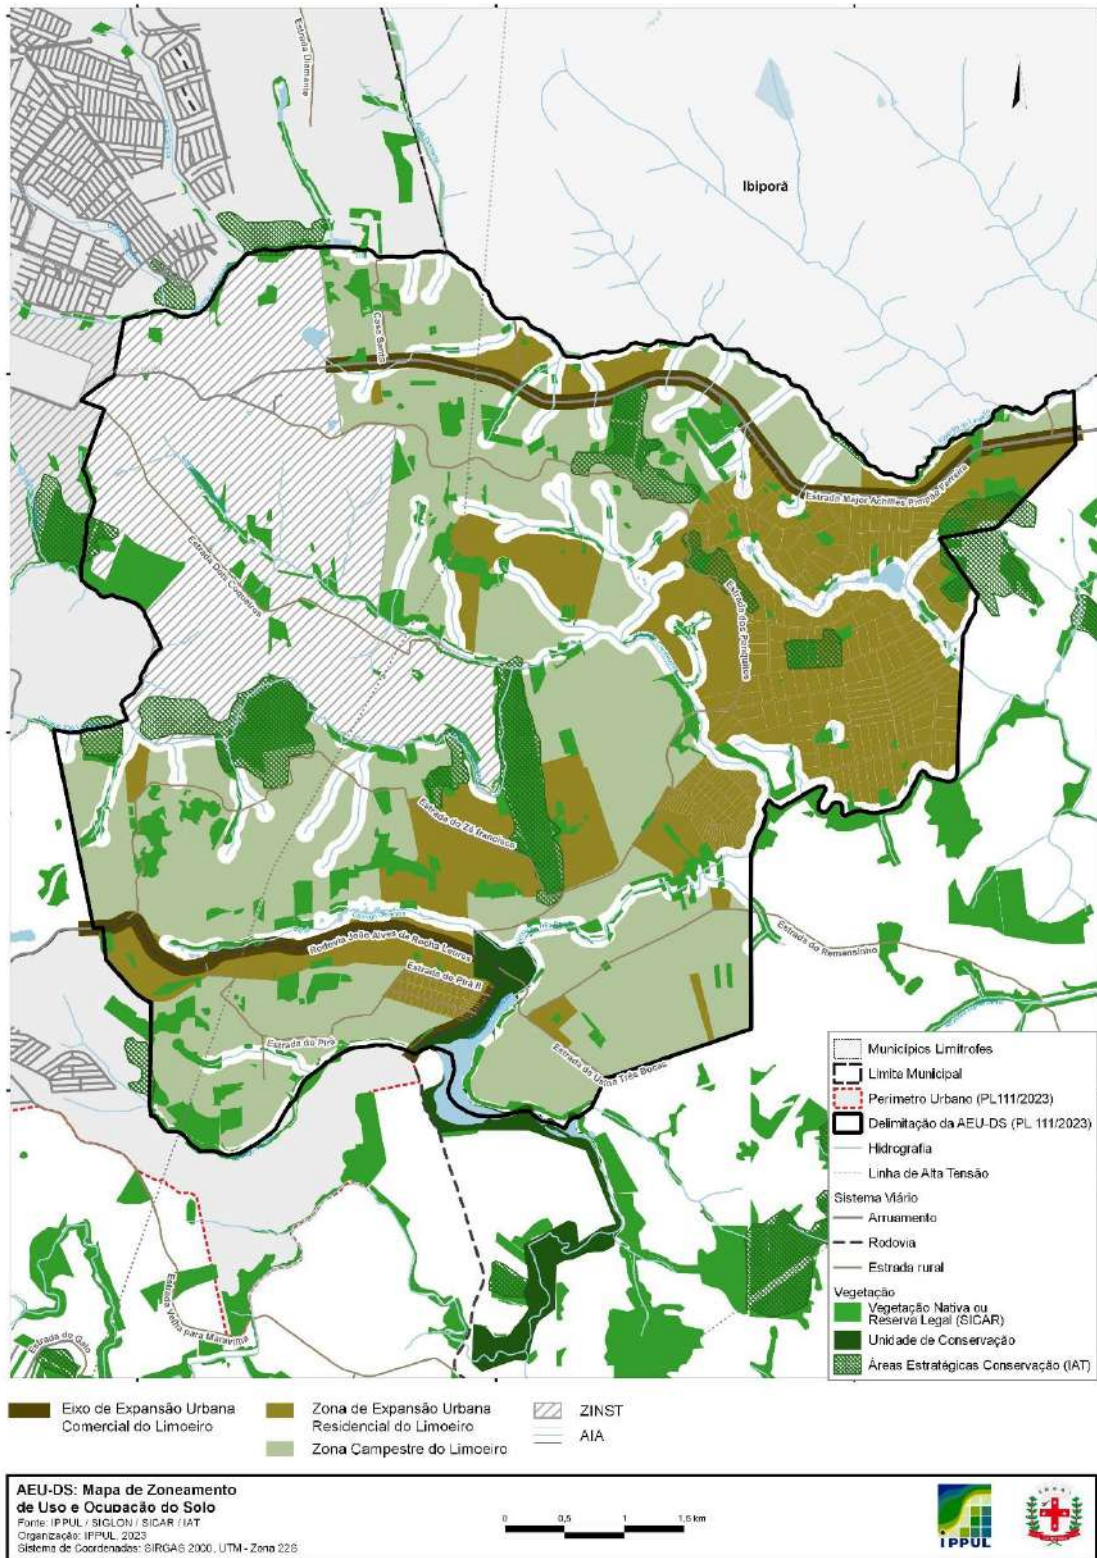 Estrada Diamante
Ibiporã
Casa Santa
Estrada Major Achilles Pimpão Ferreira
Estrada Dois Coqueiros
Estrada dos Periquitos
Estrada do Zé francisco
Rodovia João Alves da Rocha Loures
Estrada do Pirá II
Estrada do Remansinho
Estrada do Pirá
Estrada da Usina Três Bocas
Estrada Velha para Maravilha
Estrada do Galo
Municípios Limítrofes
Limite Municipal
Perímetro Urbano (PL111/2023)
Delimitação da AEU-DS (PL 111/2023)
Hidrografia
Linha de Alta Tensão
Sistema Viário
Arruamento
Rodovia
Estrada rural
Vegetação
Vegetação Nativa ou
Reserva Legal (SICAR)
Unidade de Conservação
Áreas Estratégicas Conservação (IAT)
Eixo de Expansão Urbana
Comercial do Limoeiro
Zona de Expansão Urbana
Residencial do Limoeiro
Zona Campestre do Limoeiro
ZINST
AIA
AEU-DS: Mapa de Zoneamento
de Uso e Ocupação do Solo
Fonte: IPPUL / SIGLON / SICAR / IAT
Organização: IPPUL, 2023
Sistema de Coordenadas: SIRGAS 2000, UTM - Zona 22S
0 0,5 1 1,5 km
IPPUL